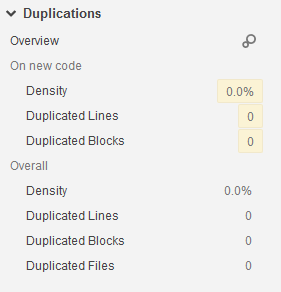 Duplications
Overview
On new code
Density 0.0%
Duplicated Lines 0
Duplicated Blocks 0
Overall
Density 0.0%
Duplicated Lines 0
Duplicated Blocks 0
Duplicated Files 0